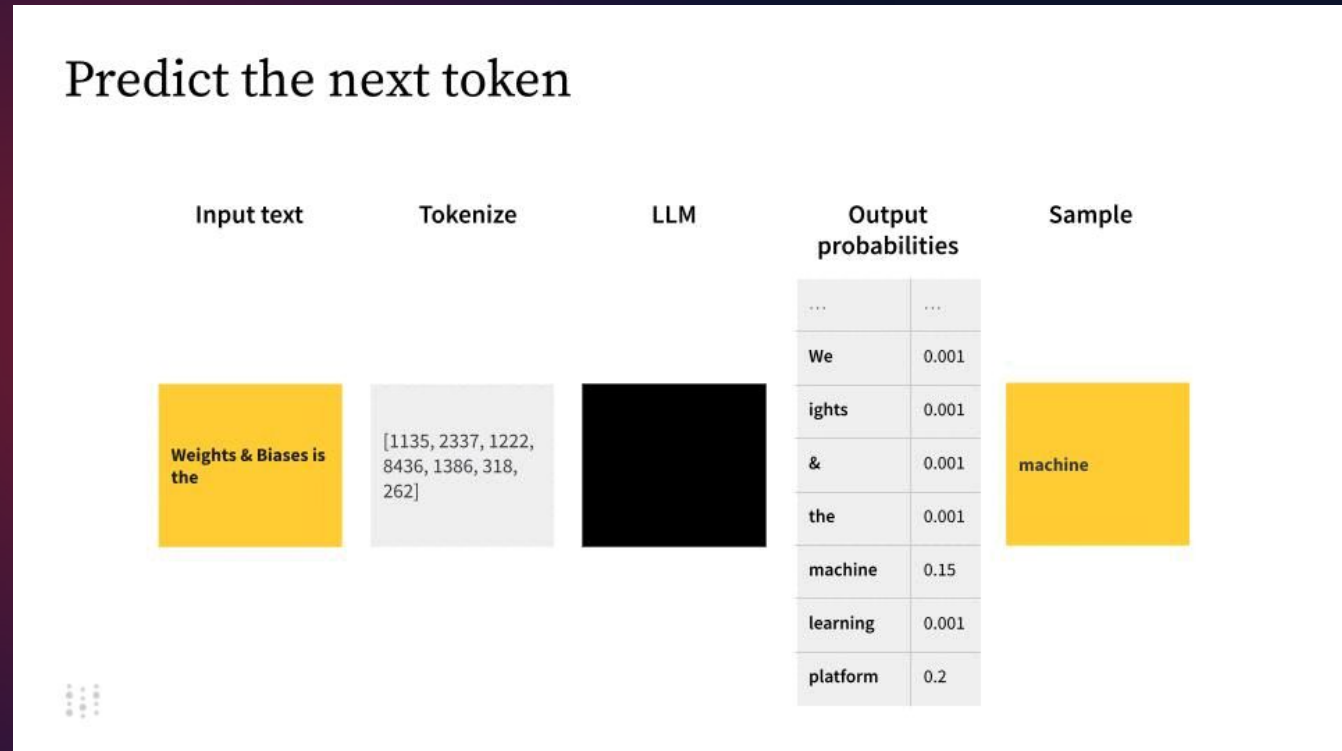 Predict the next token
Input text
Tokenize
LLM
Output
probabilities
Sample
Weights & Biases is
the
[1135, 2337, 1222,
8436, 1386, 318,
262]
... ...
We 0.001
ights 0.001
& 0.001
the 0.001
machine 0.15
learning 0.001
platform 0.2
machine